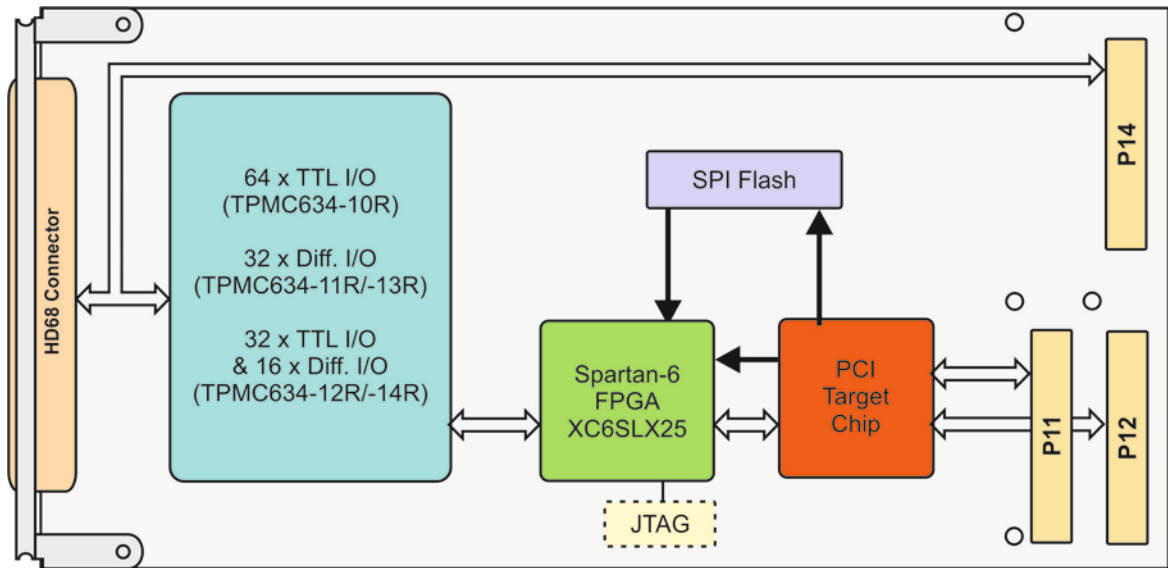 HD68 Connector
64 x TTL I/O
(TPMC634-10R)
32 x Diff. I/O
(TPMC634-11R/-13R)
32 x TTL I/O
& 16 x Diff. I/O
(TPMC634-12R/-14R)
SPI Flash
Spartan-6
FPGA
XC6SLX25
JTAG
PCI
Target
Chip
P14
P11
P12